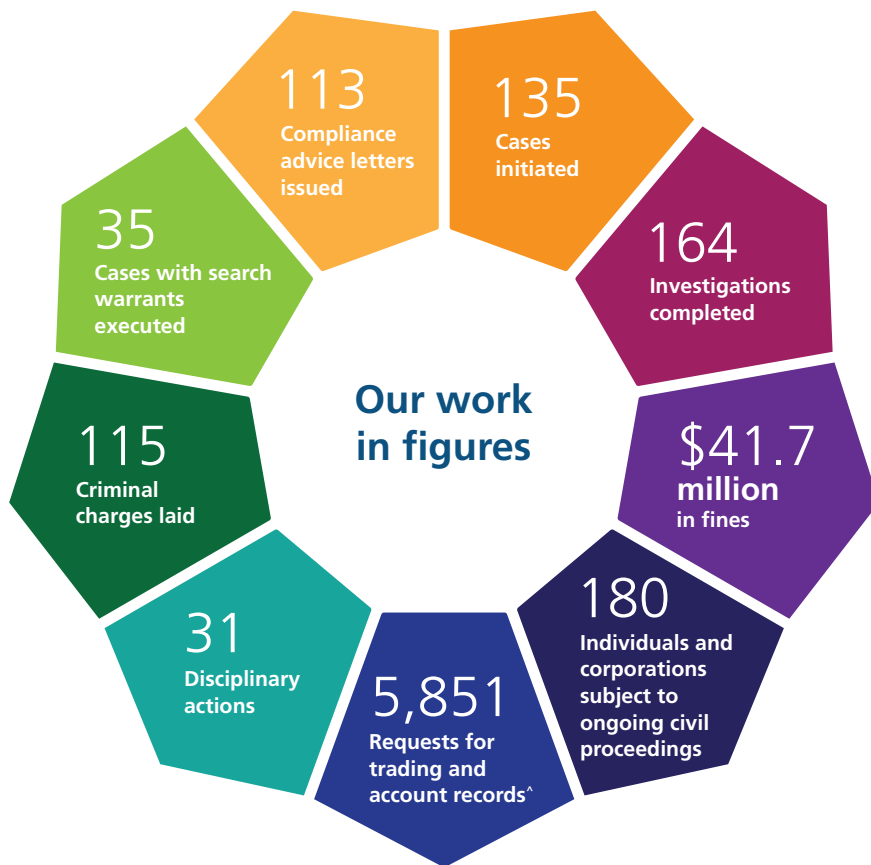 Our work
in figures
135
Cases
initiated
164
Investigations
completed
$41.7
million
in fines
180
Individuals and
corporations
subject to
ongoing civil
proceedings
5,851
Requests for
trading and
account records^
31
Disciplinary
actions
115
Criminal
charges laid
35
Cases with search
warrants
executed
113
Compliance
advice letters
issued